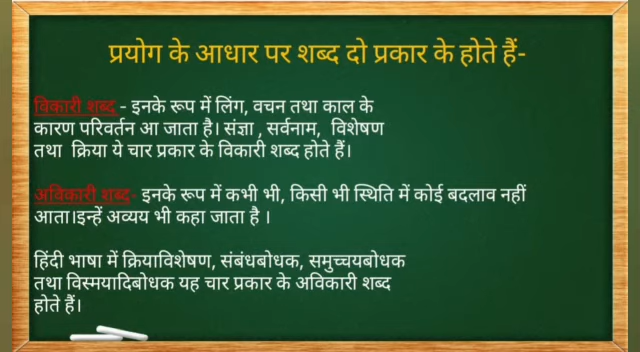 प्रयोग के आधार पर शब्द दो प्रकार के होते हैं-
विकारी शब्द - इनके रूप में लिंग, वचन तथा काल के
कारण परिवर्तन आ जाता है। संज्ञा , सर्वनाम, विशेषण
तथा क्रिया ये चार प्रकार के विकारी शब्द होते हैं।
अविकारी शब्द- इनके रूप में कभी भी, किसी भी स्थिति में कोई बदलाव नहीं
आता।इन्हें अव्यय भी कहा जाता है ।
हिंदी भाषा में क्रियाविशेषण, संबंधबोधक, समुच्चयबोधक
तथा विस्मयादिबोधक यह चार प्रकार के अविकारी शब्द
होते हैं।